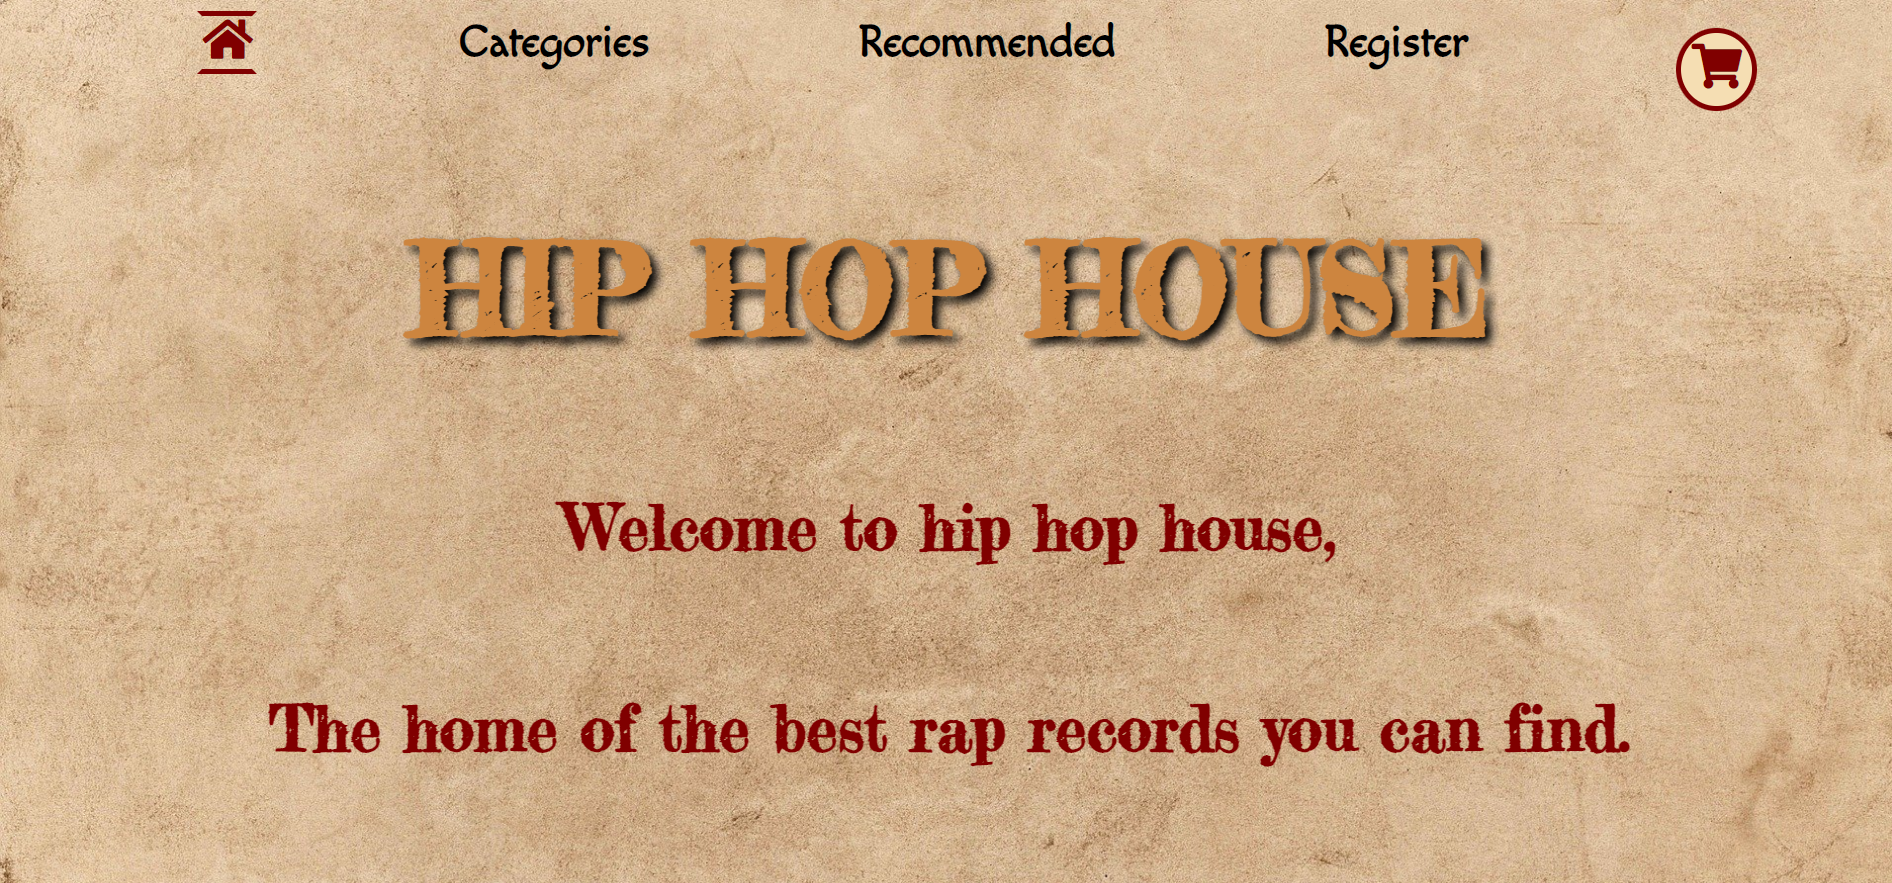 Categories Recommended Register
HIP HOP HOUSE
Welcome to hip hop house,
The home of the best rap records you can find.